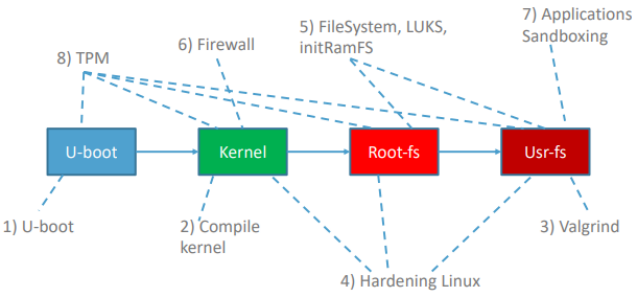 7) Applications
Sandboxing
5) FileSystem, LUKS,
initRamFS
6) Firewall
8) TPM
U-boot
Kernel
Root-fs
Usr-fs
1) U-boot
2) Compile
kernel
3) Valgrind
4) Hardening Linux